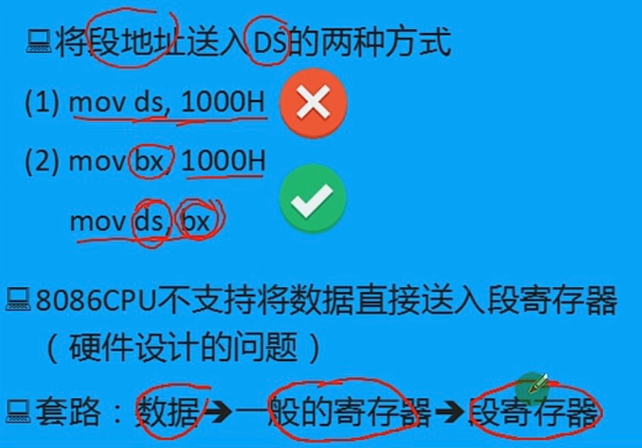 将段地址送入DS的两种方式
(1) mov ds, 1000H
(2) mov bx, 1000H
mov ds, bx
8086CPU不支持将数据直接送入段寄存器
（硬件设计的问题）
套路：数据➔一般的寄存器➔段寄存器